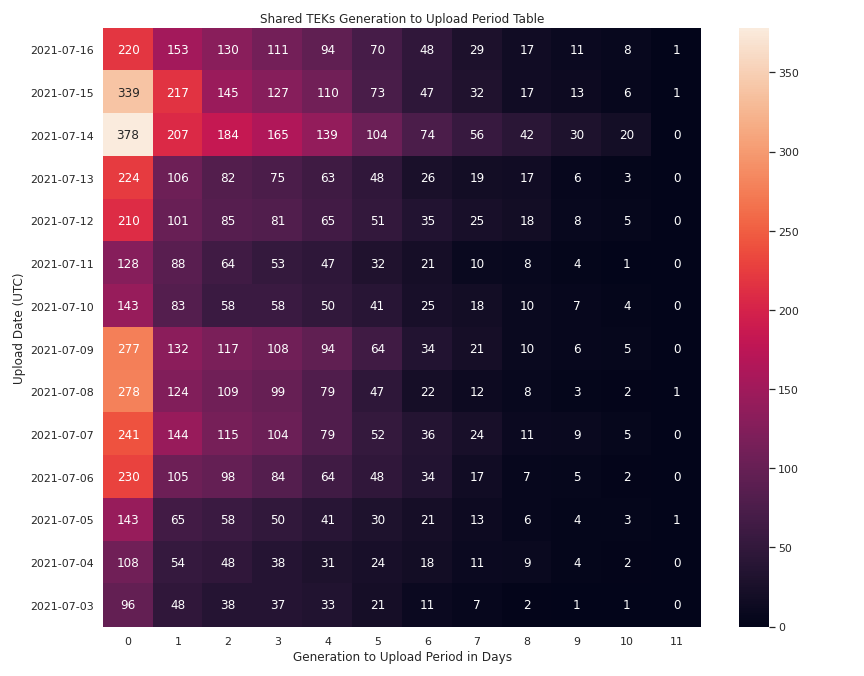 Shared TEKs Generation to Upload Period Table
Upload Date (UTC)
2021-07-16 220 153 130 111 94 70 48 29 17 11 8 1
2021-07-15 339 217 145 127 110 73 47 32 17 13 6 1
2021-07-14 378 207 184 165 139 104 74 56 42 30 20 0
2021-07-13 224 106 82 75 63 48 26 19 17 6 3 0
2021-07-12 210 101 85 81 65 51 35 25 18 8 5 0
2021-07-11 128 88 64 53 47 32 21 10 8 4 1 0
2021-07-10 143 83 58 58 50 41 25 18 10 7 4 0
2021-07-09 277 132 117 108 94 64 34 21 10 6 5 0
2021-07-08 278 124 109 99 79 47 22 12 8 3 2 1
2021-07-07 241 144 115 104 79 52 36 24 11 9 5 0
2021-07-06 230 105 98 84 64 48 34 17 7 5 2 0
2021-07-05 143 65 58 50 41 30 21 13 6 4 3 1
2021-07-04 108 54 48 38 31 24 18 11 9 4 2 0
2021-07-03 96 48 38 37 33 21 11 7 2 1 1 0
0 1 2 3 4 5 6 7 8 9 10 11
Generation to Upload Period in Days
350
300
250
200
150
100
50
0